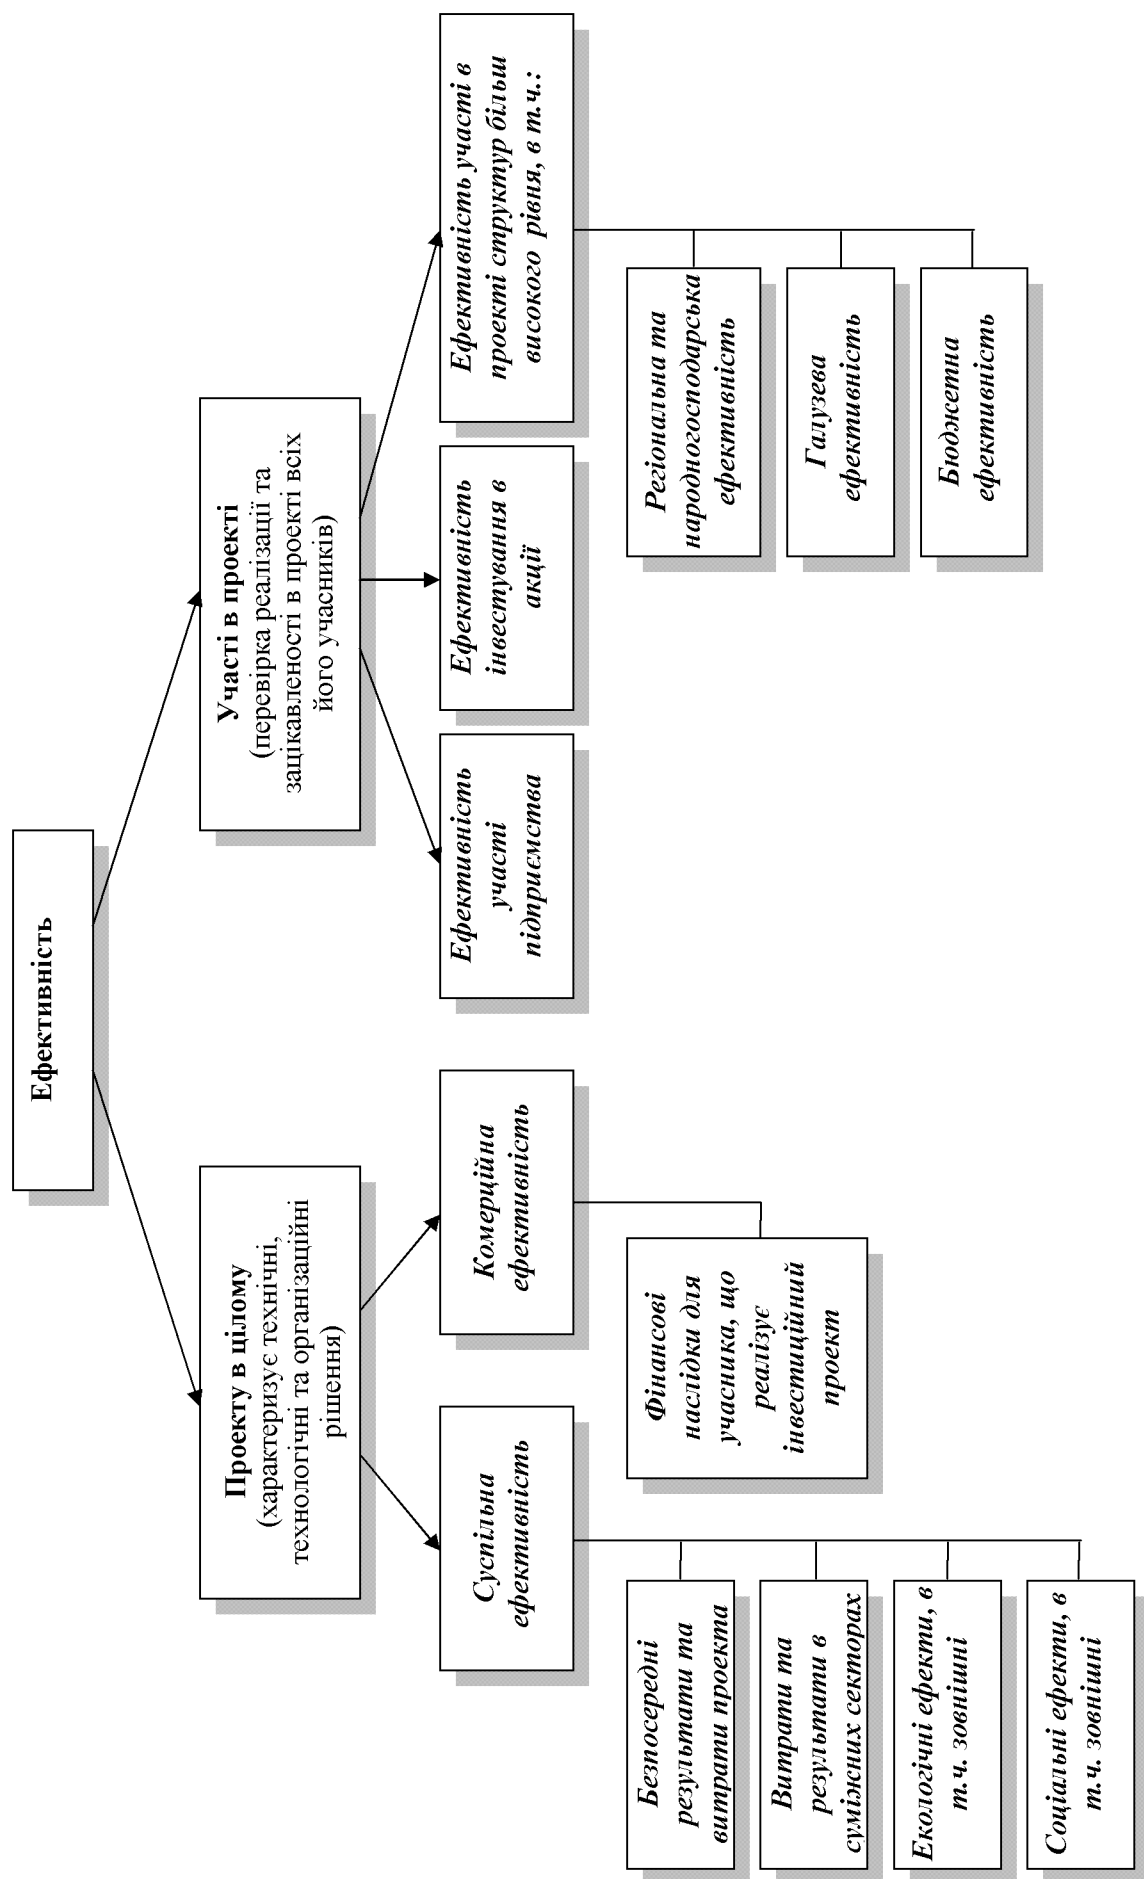 Ефективність
Проекту в цілому
(характеризує технічні,
технологічні та організаційні
рішення)
Участі в проекті
(перевірка реалізації та
зацікавленості в проекті всіх
його учасників)
Суспільна
ефективність
Комерційна
ефективність
Ефективність
участі
підприємства
Ефективність
інвестування в
акції
Ефективність участі в
проекті структур більш
високого рівня, в т.ч.:
Безпосередні
результати та
витрати проекта
Витрати та
результати в
суміжних секторах
Екологічні ефекти, в
т.ч. зовнішні
Соціальні ефекти, в
т.ч. зовнішні
Фінансові
наслідки для
учасника, що
реалізує
інвестиційний
проект
Регіональна та
народногосподарська
ефективність
Галузева
ефективність
Бюджетна
ефективність